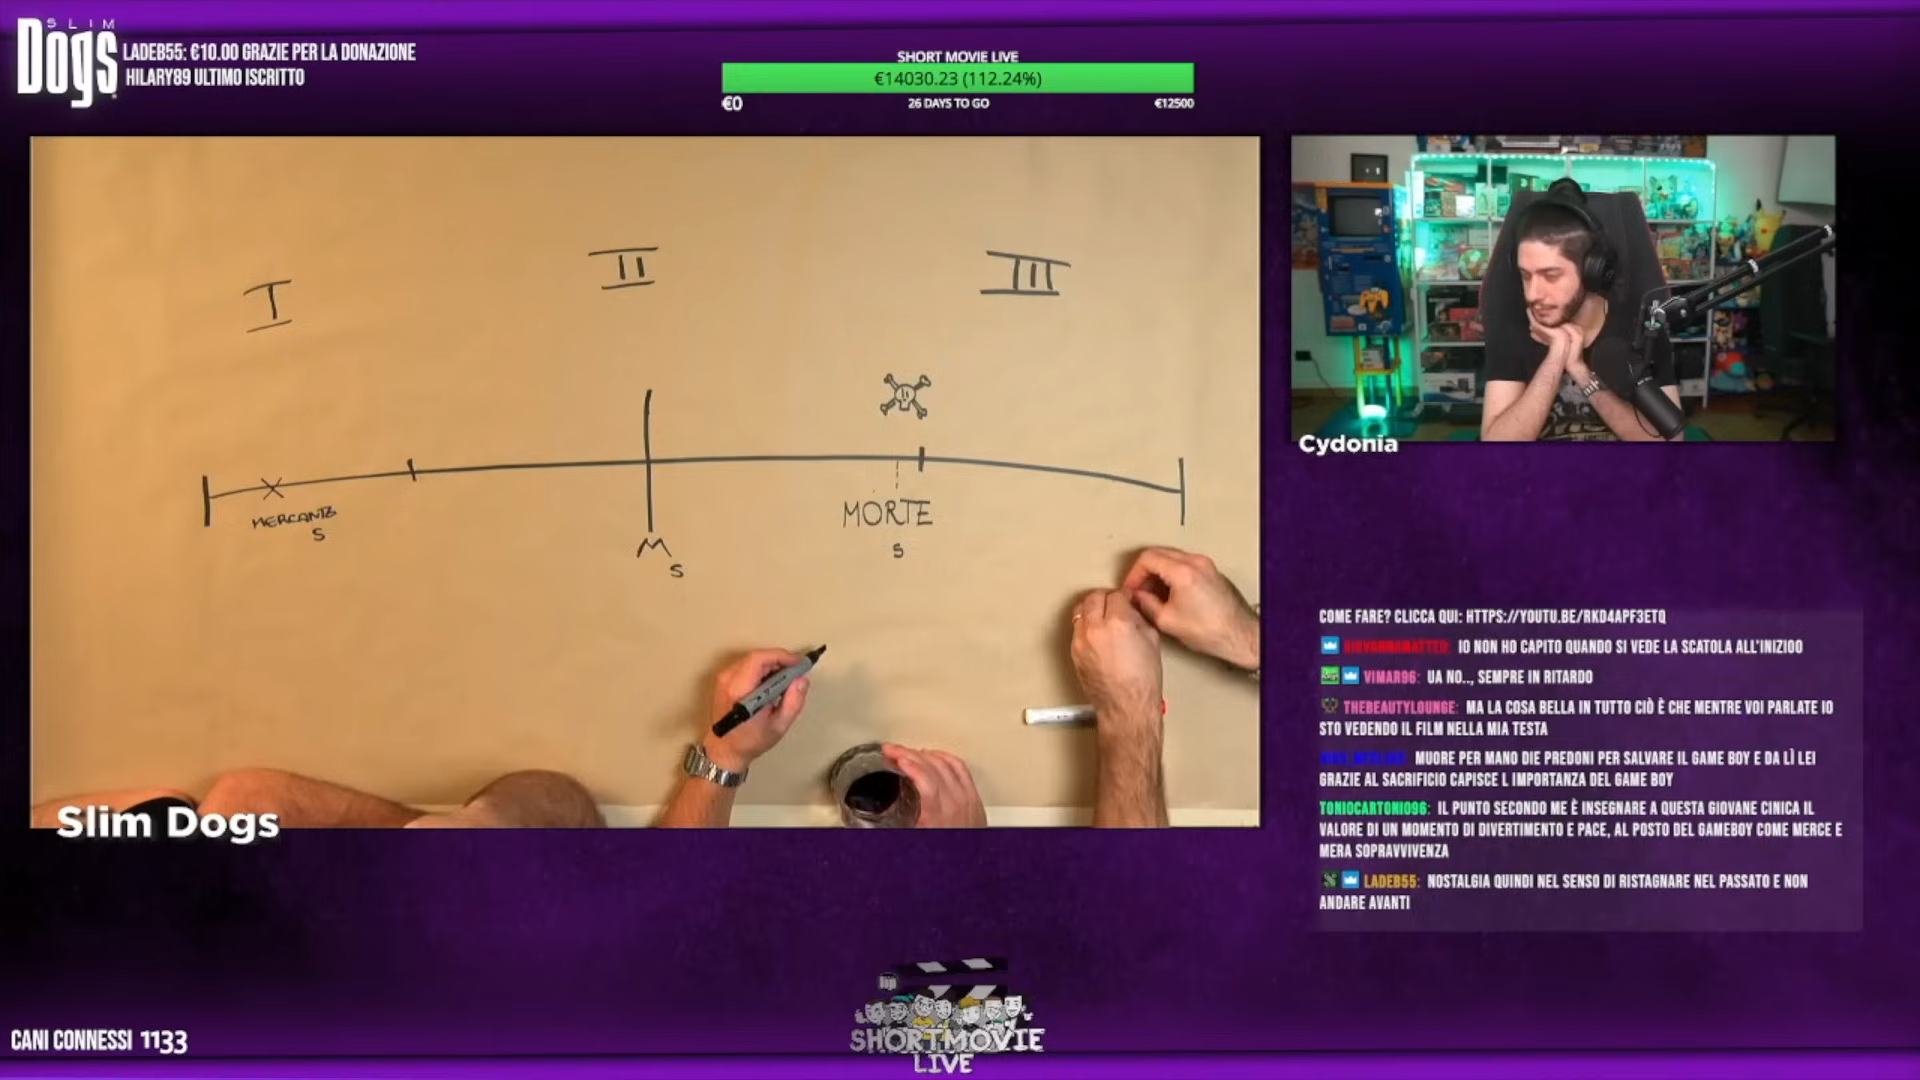 SLIM
Dogs
LADEB55: €10.00 GRAZIE PER LA DONAZIONE
HILARY89 ULTIMO ISCRITTO
SHORT MOVIE LIVE
€14030.23 (112.24%)
€0
26 DAYS TO GO
€12500
I
II
III
MERCANTE
S
M
S
MORTE
S
Slim Dogs
Cydonia
COME FARE? CLICCA QUI: HTTPS://YOUTU.BE/RKD4APF3ETQ
IO NON HO CAPITO QUANDO SI VEDE LA SCATOLA ALL'INIZIOO
VIMAR96: UA NO.., SEMPRE IN RITARDO
THEBEAUTYLOUNGE: MA LA COSA BELLA IN TUTTO CIÒ È CHE MENTRE VOI PARLATE IO
STO VEDENDO IL FILM NELLA MIA TESTA
MUORE PER MANO DIE PREDONI PER SALVARE IL GAME BOY E DA LÌ LEI
GRAZIE AL SACRIFICIO CAPISCE L IMPORTANZA DEL GAME BOY
TONIOCARTONIO96: IL PUNTO SECONDO ME È INSEGNARE A QUESTA GIOVANE CINICA IL
VALORE DI UN MOMENTO DI DIVERTIMENTO E PACE, AL POSTO DEL GAMEBOY COME MERCE E
MERA SOPRAVVIVENZA
LADEB55: NOSTALGIA QUINDI NEL SENSO DI RISTAGNARE NEL PASSATO E NON
ANDARE AVANTI
SHORTMOVIE
LIVE
CANI CONNESSI 1133